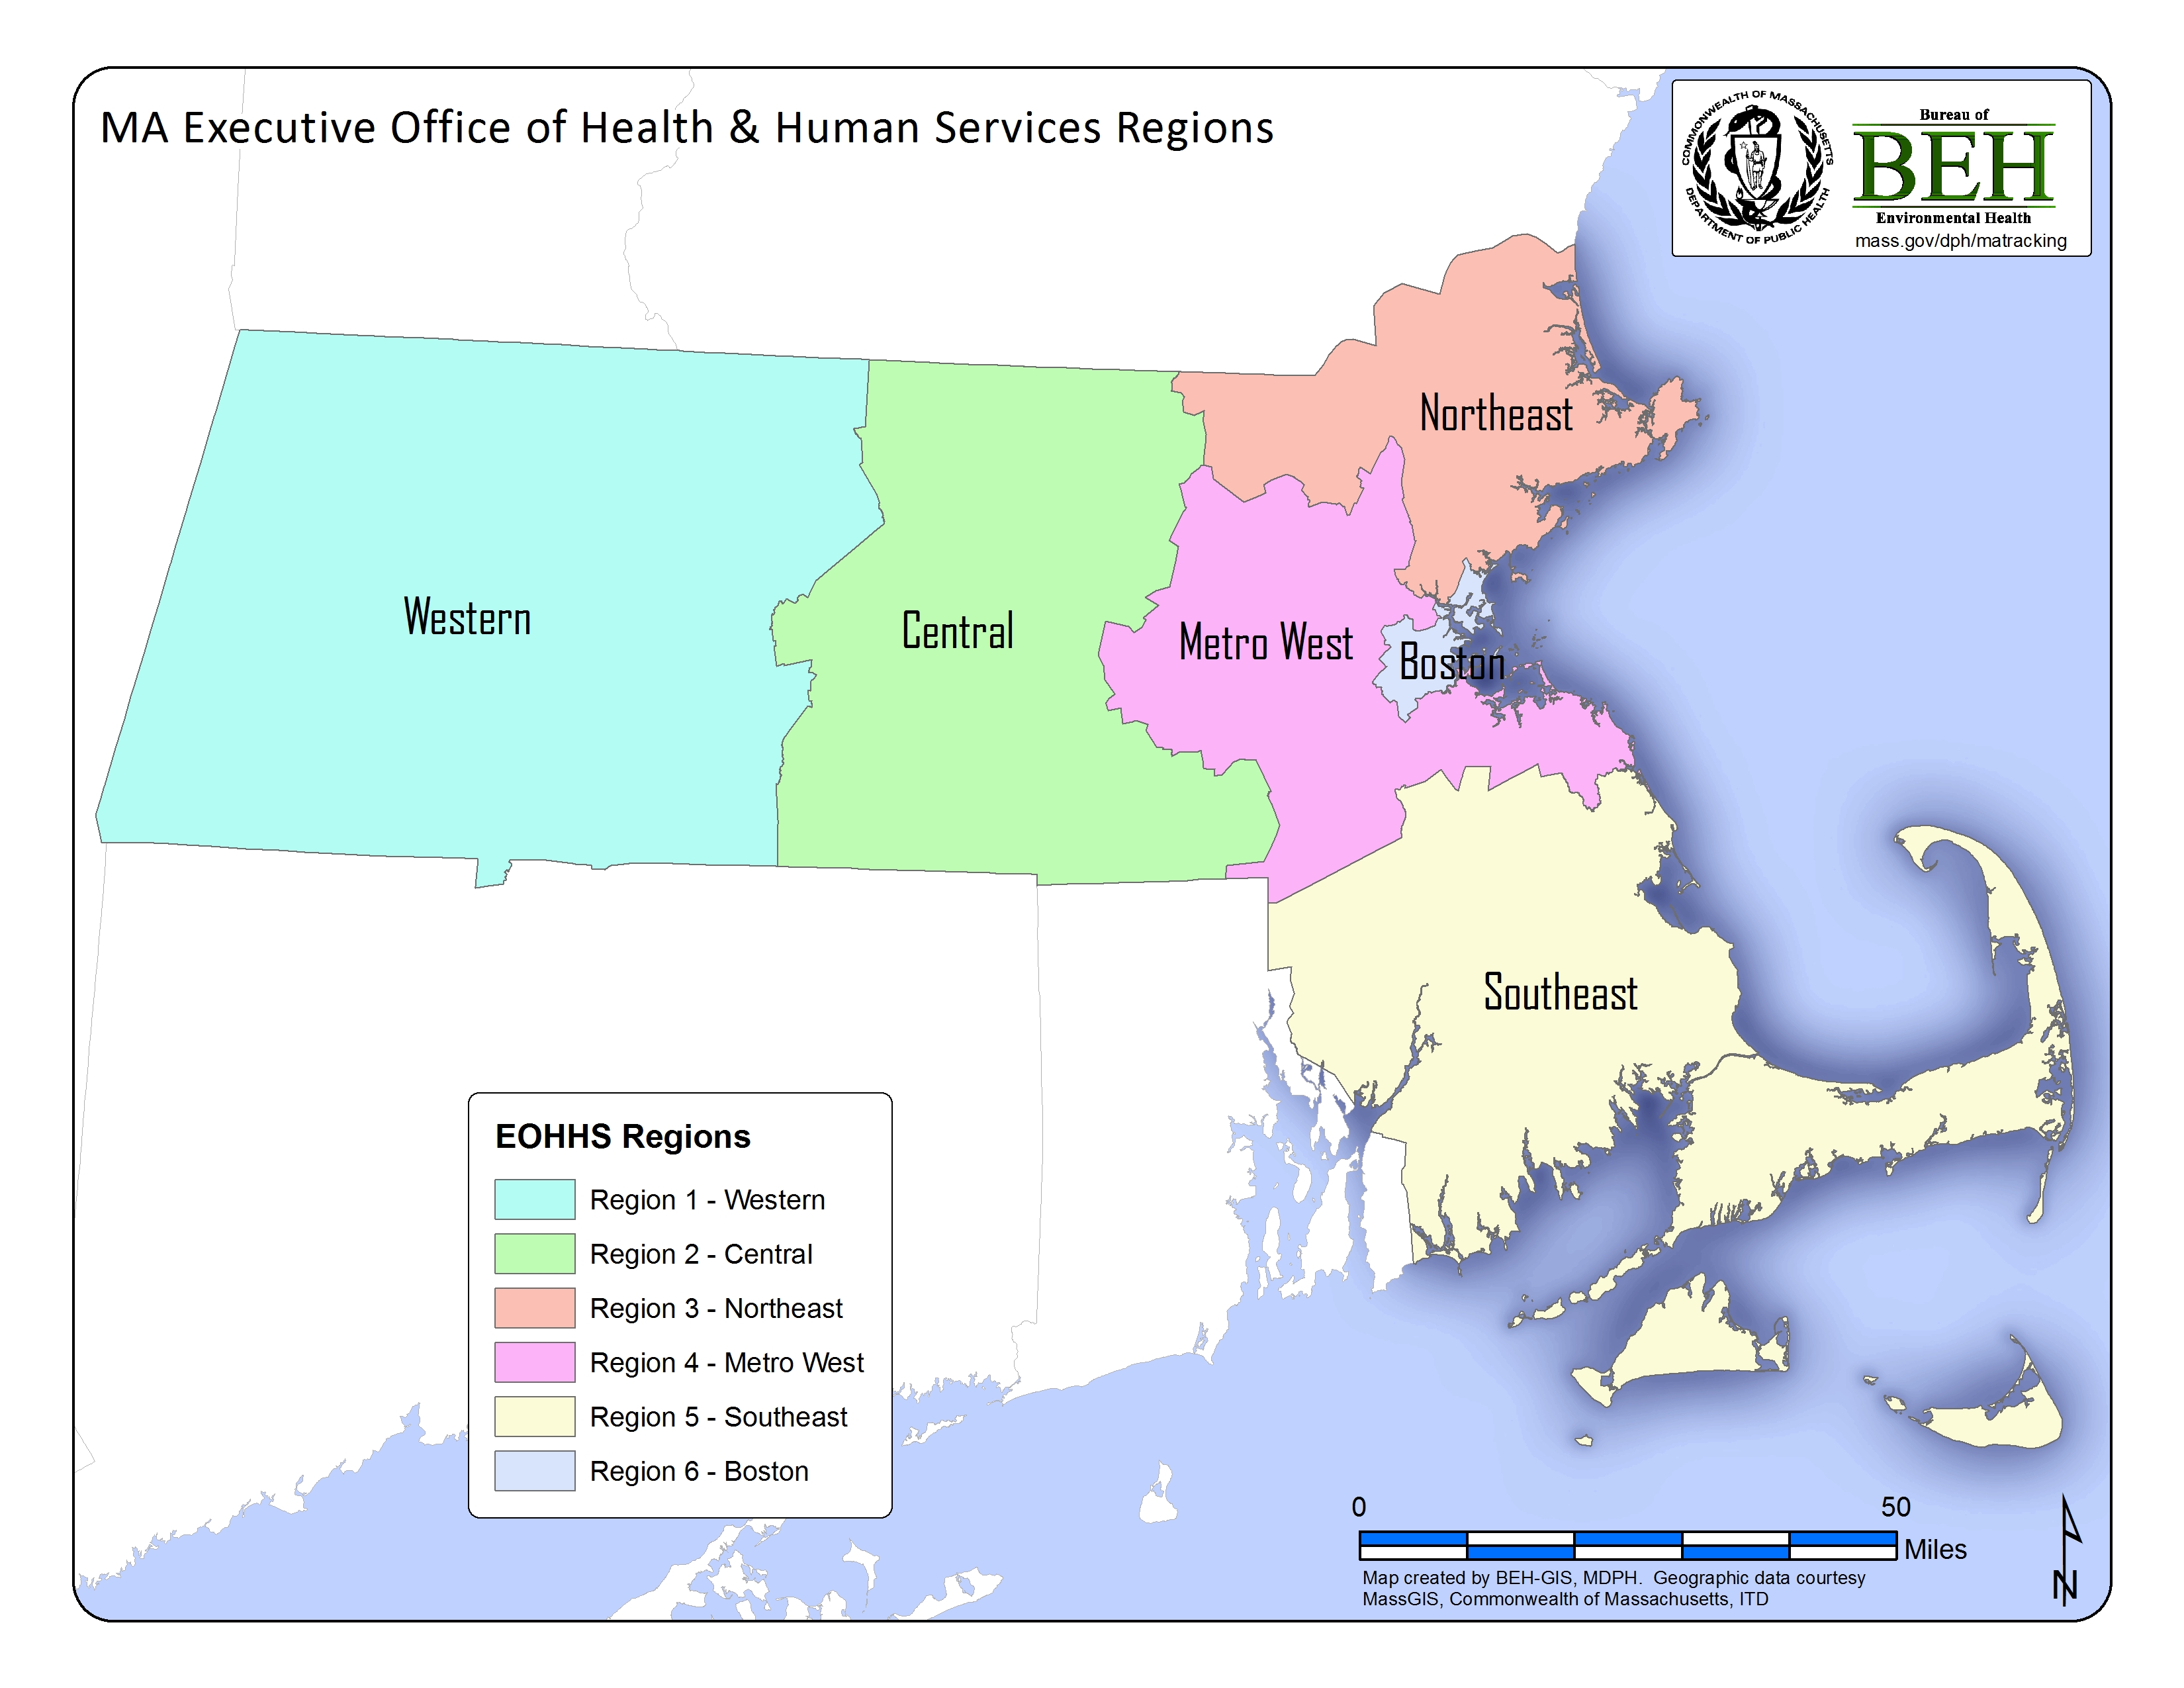 MA Executive Office of Health & Human Services Regions
COMMONWEALTH OF MASSACHUSETTS
DEPARTMENT OF PUBLIC HEALTH
Bureau of
BEH
Environmental Health
mass.gov/dph/matracking
Northeast
Western
Central
Metro West
Boston
Southeast
EOHHS Regions
Region 1 - Western
Region 2 - Central
Region 3 - Northeast
Region 4 - Metro West
Region 5 - Southeast
Region 6 - Boston
0 50
Miles
Map created by BEH-GIS, MDPH. Geographic data courtesy
MassGIS, Commonwealth of Massachusetts, ITD
N